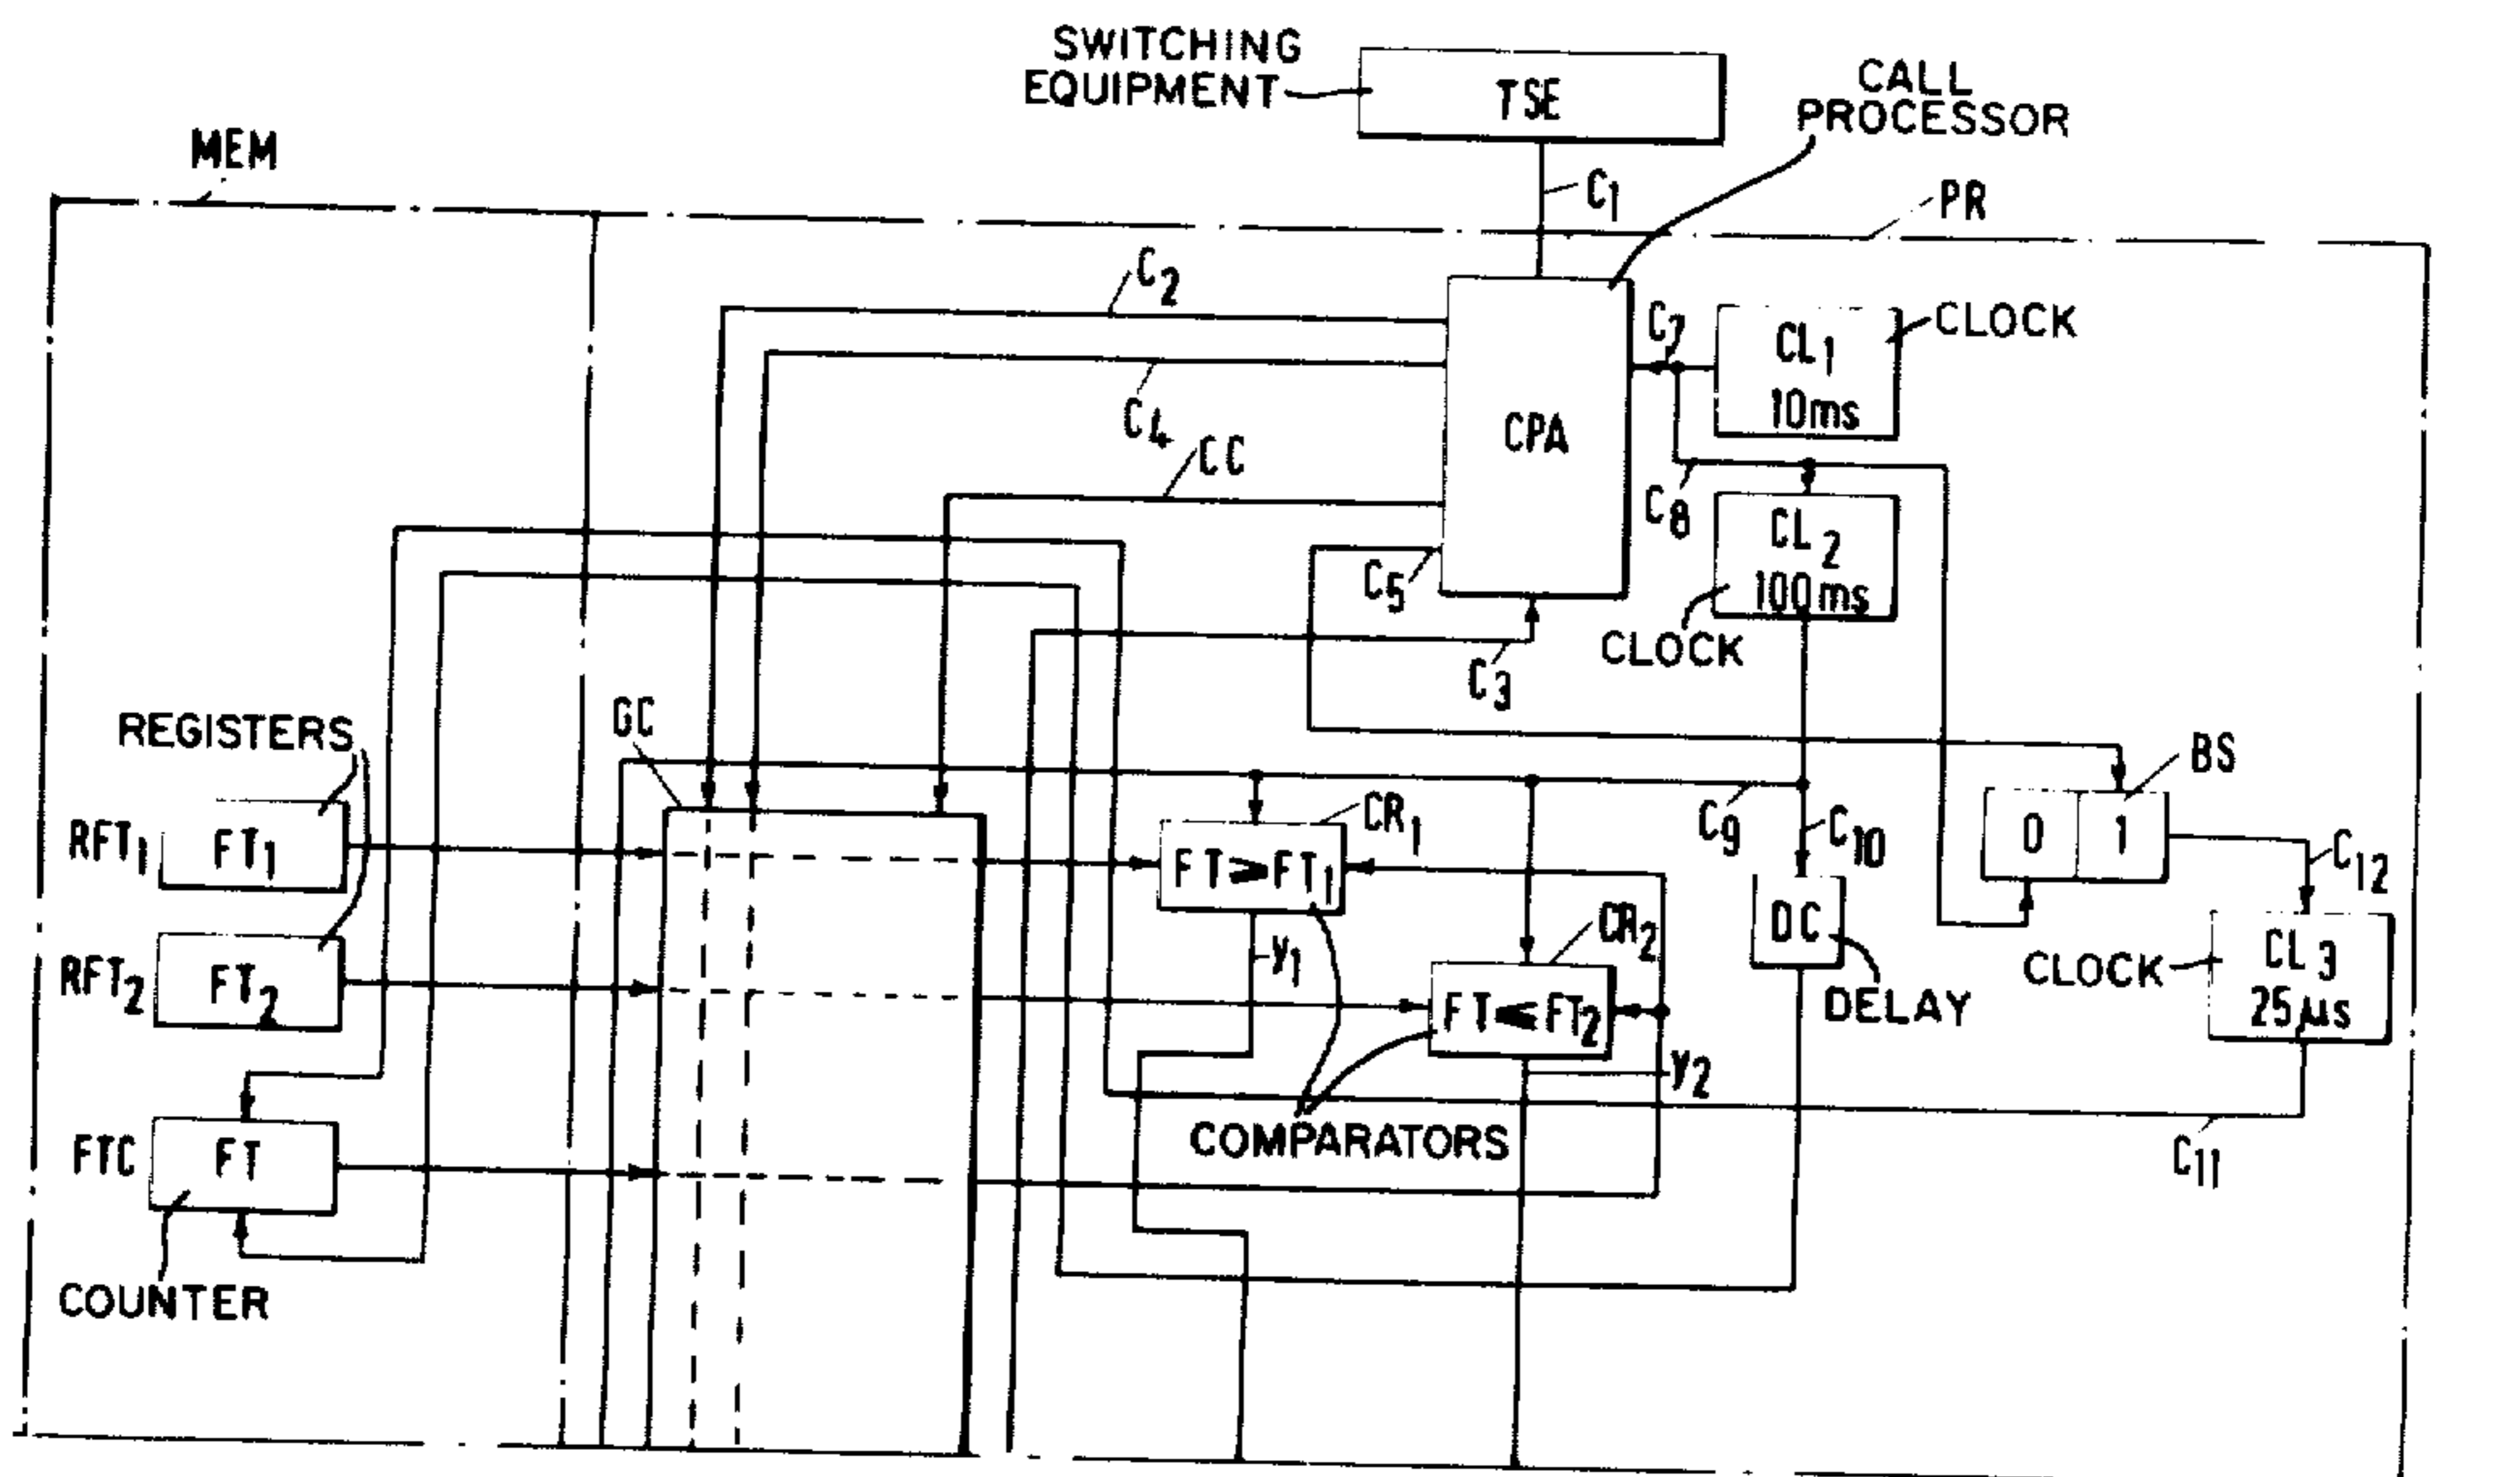 SWITCHING
EQUIPMENT
TSE
CALL
PROCESSOR
MEM
C1
PR
C2
C7
CL1
10ms
CLOCK
C4
CC
CPA
C8
CL2
100ms
CLOCK
C5
C3
REGISTERS
GC
BS
RFT1
FT1
CR1
FT≥FT1
C9
C10
0
1
C12
RFT2
FT2
y1
CR2
FT≤FT2
DC
DELAY
CLOCK
CL3
25µs
y2
COMPARATORS
C11
FTC
FT
COUNTER